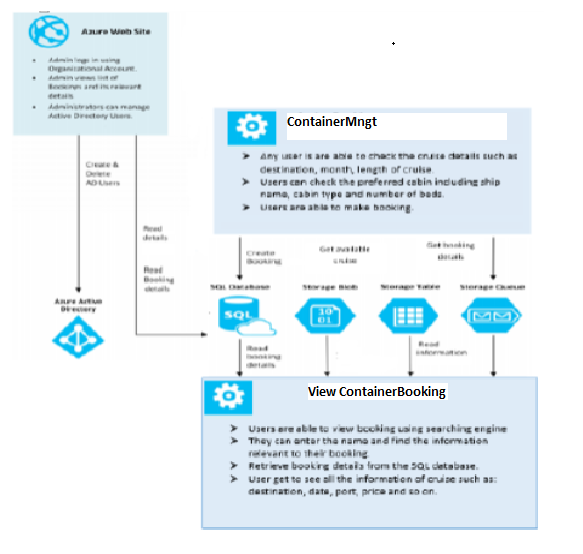 Azure Web Site
Admin logs in using
Organizational Account.
Admin views list of
Bookings and its relevant
details
Administrators can manage
Active Directory Users.
ContainerMngt
Any user is are able to check the cruise details such as
destination, month, length of cruise.
Users can check the preferred cabin including ship
name, cabin type and number of beds.
Users are able to make booking.
Create &
Delete
AD Users
Read
details
Read
Booking
details
Create
Booking
Get available
cruise
Get booking
details
Azure Active
Directory
SQL Database
Storage Blob
Storage Table
Storage Queue
SQL
10
01
Read
booking
details
Read
information
View ContainerBooking
Users are able to view booking using searching engine
They can enter the name and find the information
relevant to their booking.
Retrieve booking details from the SQL database.
User get to see all the information of cruise such as:
destination, date, port, price and so on.